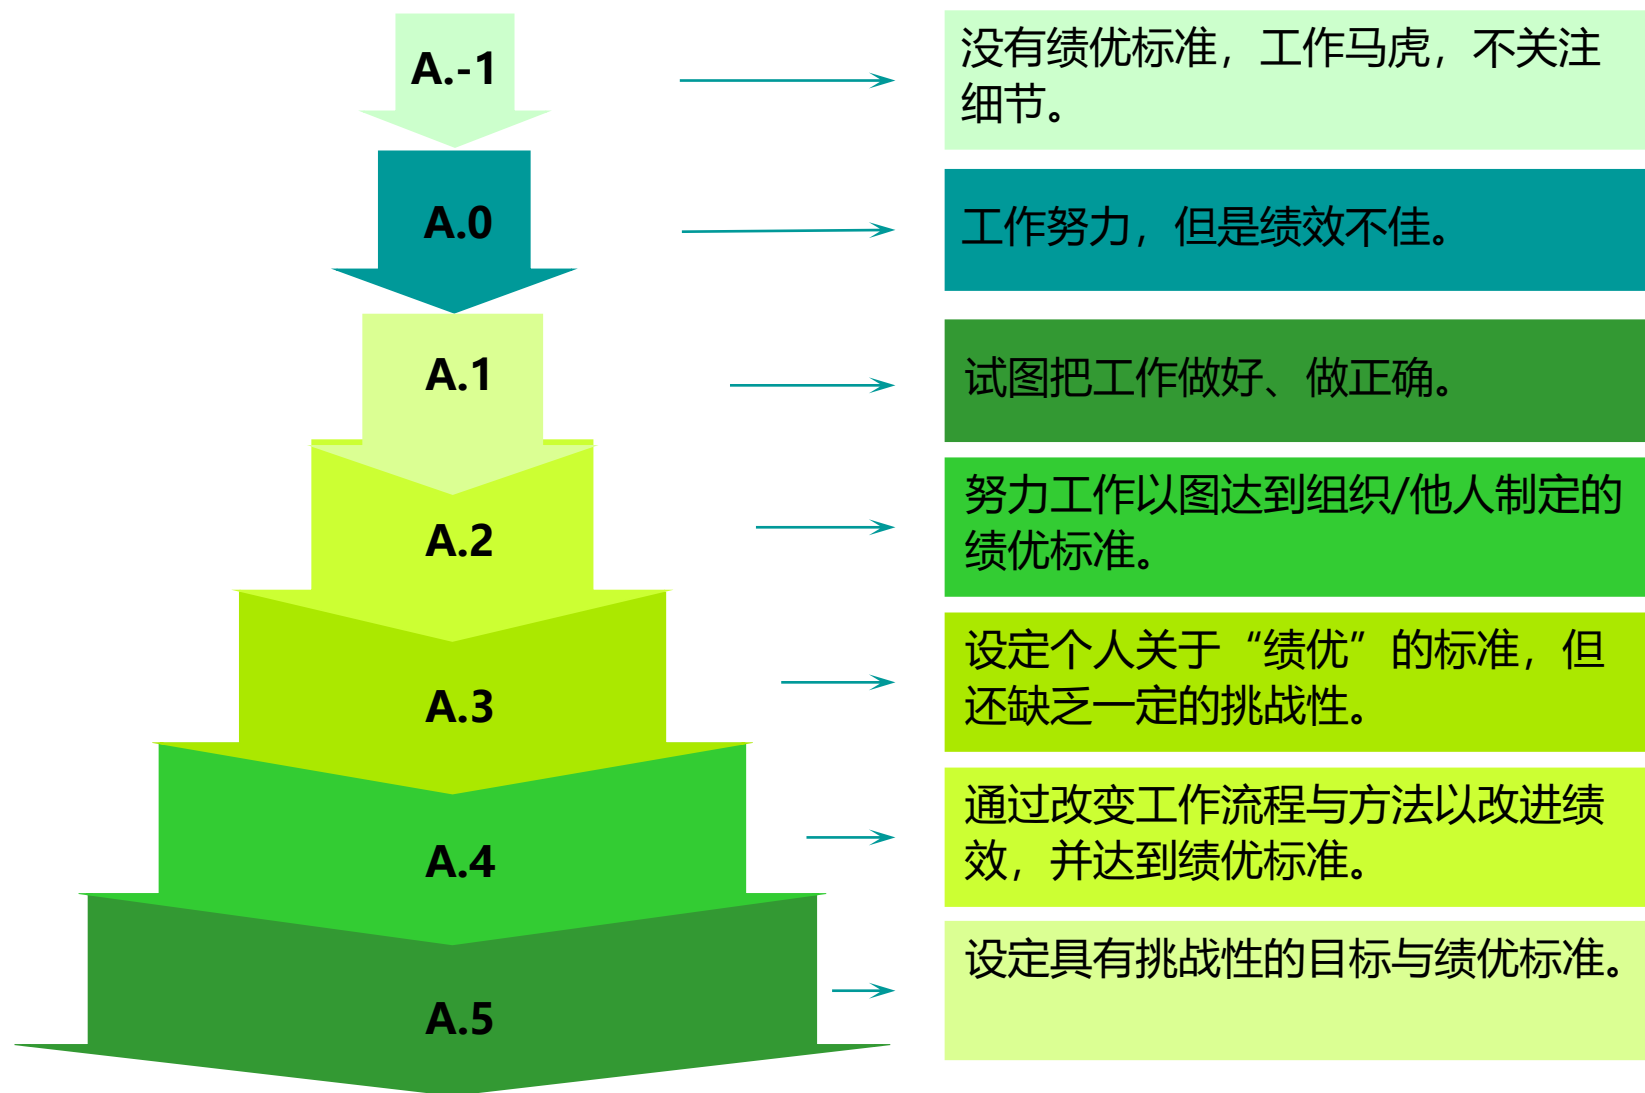 A.-1
没有绩优标准，工作马虎，不关注
细节。
A.0
工作努力，但是绩效不佳。
A.1
试图把工作做好、做正确。
A.2
努力工作以图达到组织/他人制定的
绩优标准。
A.3
设定个人关于“绩优”的标准，但
还缺乏一定的挑战性。
A.4
通过改变工作流程与方法以改进绩
效，并达到绩优标准。
A.5
设定具有挑战性的目标与绩优标准。